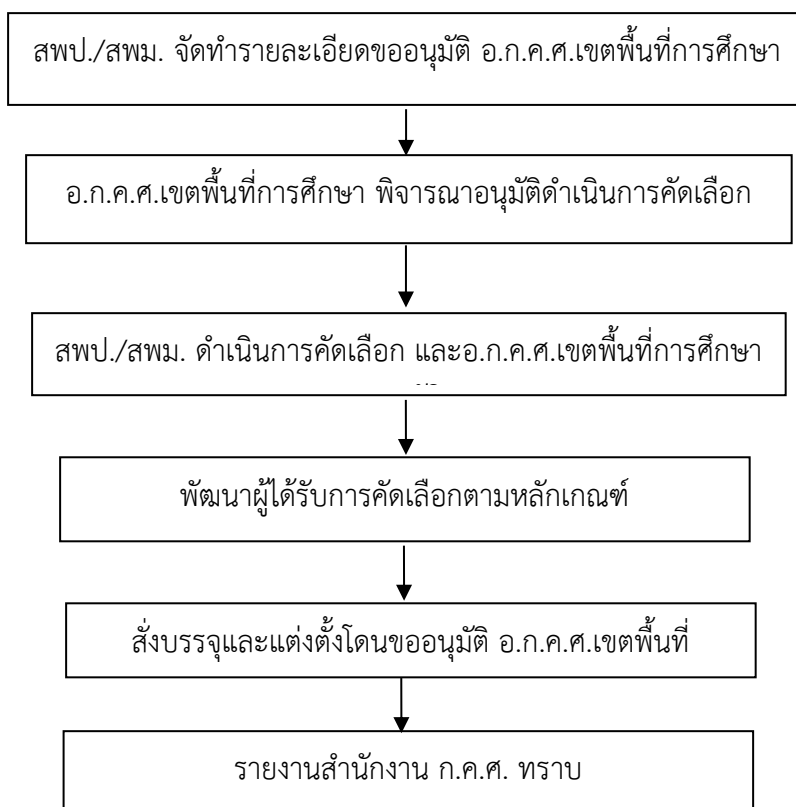 สพป./สพม. จัดทำรายละเอียดขออนุมัติ อ.ก.ค.ศ.เขตพื้นที่การศึกษา
อ.ก.ค.ศ.เขตพื้นที่การศึกษา พิจารณาอนุมัติดำเนินการคัดเลือก
สพป./สพม. ดำเนินการคัดเลือก และอ.ก.ค.ศ.เขตพื้นที่การศึกษา
พัฒนาผู้ได้รับการคัดเลือกตามหลักเกณฑ์
สั่งบรรจุและแต่งตั้งโดนขออนุมัติ อ.ก.ค.ศ.เขตพื้นที่
รายงานสำนักงาน ก.ค.ศ. ทราบ